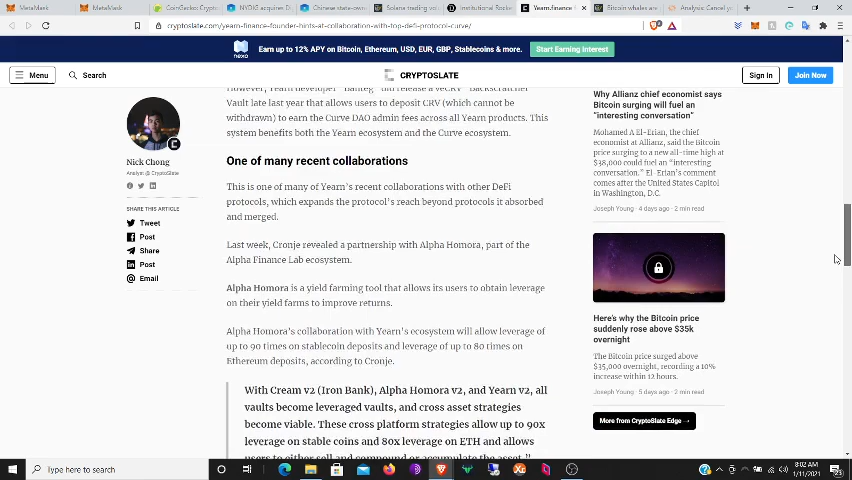 MetaMask
MetaMask
CoinGecko: Crypto
NYDIG acquires D
Chinese state-own
Solana trading vo
Institutional Rocke
Yearn.finance
Bitcoin whales are
Analysis: Cancel yo
cryptoslate.com/yearn-finance-founder-hints-at-collaboration-with-top-defi-protocol-curve/
nexo
Earn up to 12% APY on Bitcoin, Ethereum, USD, EUR, GBP, Stablecoins & more.
Start Earning Interest
Menu
Search
CRYPTOSLATE
Sign In
Join Now
However, Yearn developer "banteg" did release a veCRV "Backscratcher"
Vault late last year that allows users to deposit CRV (which cannot be
withdrawn) to earn the Curve DAO admin fees across all Yearn products. This
system benefits both the Yearn ecosystem and the Curve ecosystem.
One of many recent collaborations
This is one of many of Yearn's recent collaborations with other DeFi
protocols, which expands the protocol's reach beyond protocols it absorbed
and merged.
Last week, Cronje revealed a partnership with Alpha Homora, part of the
Alpha Finance Lab ecosystem.
Alpha Homora is a yield farming tool that allows its users to obtain leverage
on their yield farms to improve returns.
Alpha Homora's collaboration with Yearn's ecosystem will allow leverage of
up to 90 times on stablecoin deposits and leverage of up to 80 times on
Ethereum deposits, according to Cronje.
With Cream v2 (Iron Bank), Alpha Homora v2, and Yearn v2, all
vaults become leveraged vaults, and cross asset strategies
become viable. These cross platform strategies allow up to 90x
leverage on stable coins and 80x leverage on ETH and allows
users to either sell and compound or accumulate the asset."
Nick Chong
Analyst @ CryptoSlate
SHARE THIS ARTICLE
Tweet
Post
Share
Post
Email
Why Allianz chief economist says
Bitcoin surging will fuel an
"interesting economy"
Mohamed A El-Erian, the chief
economist at Allianz, said the Bitcoin
price surging to a new all-time high at
$38,000 could fuel an "interesting
economy." El-Erian's comment
comes after the United States Capitol
in Washington, D.C.
Joseph Young - 4 days ago - 2 min read
Here's why the Bitcoin price
suddenly rose above $35k
overnight
The Bitcoin price surged above
$35,000 overnight, recording a 10%
increase within 12 hours.
Joseph Young - 5 days ago - 2 min read
More from CryptoSlate Edge →
Type here to search
8:02 AM
1/11/2021